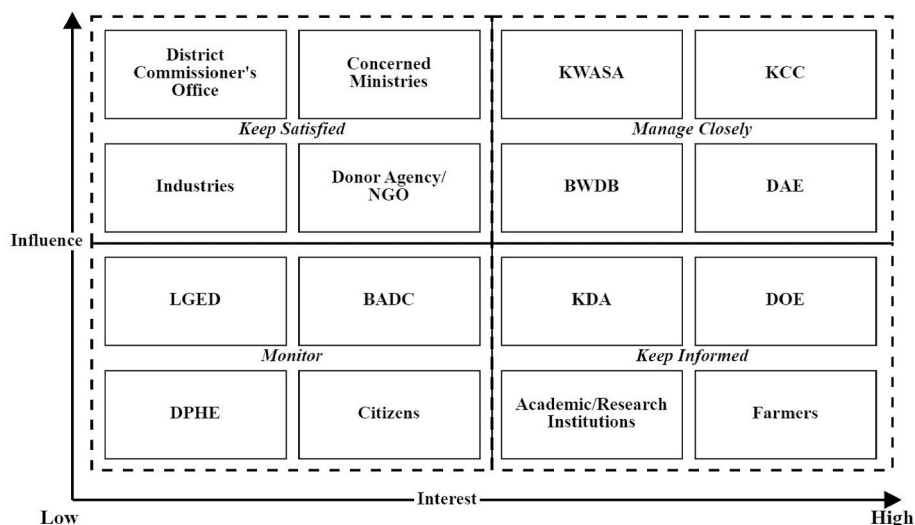 District
Commissioner's
Office
Concerned
Ministries
KWASA
KCC
Keep Satisfied
Manage Closely
Industries
Donor Agency/
NGO
BWDB
DAE
Influence
LGED
BADC
KDA
DOE
Monitor
Keep Informed
DPHE
Citizens
Academic/Research
Institutions
Farmers
Interest
Low
High